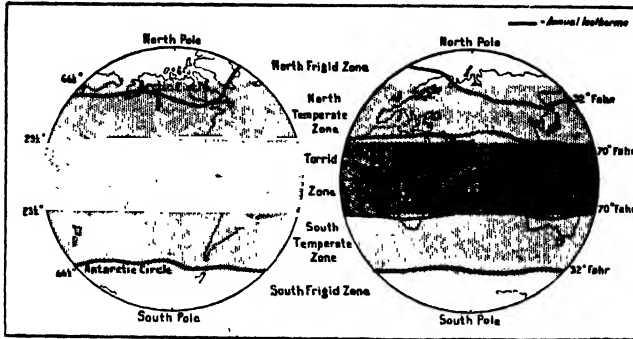 — - Annual Isotherms
North Pole
North Pole
North Frigid Zone
66½°
32° Fahr
North
Temperate
Zone
23½°
70° Fahr
Torrid
Zone
23½°
70° Fahr
South
Temperate
Zone
66½°
Antarctic Circle
32° Fahr
South Frigid Zone
South Pole
South Pole